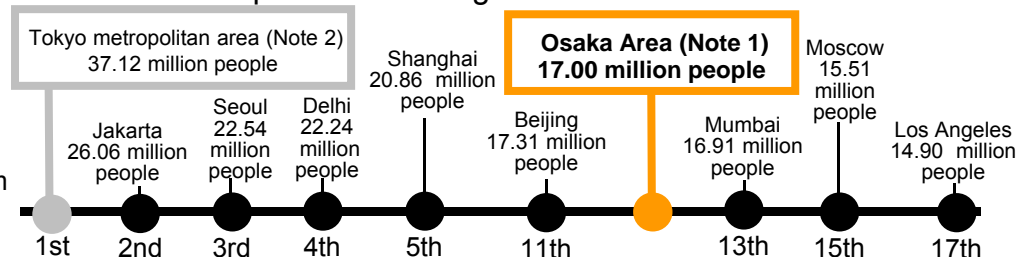 Tokyo metropolitan area (Note 2)
37.12 million people
Jakarta
26.06 million
people
Seoul
22.54
million
people
Delhi
22.24
million
people
Shanghai
20.86 million
people
Beijing
17.31 million
people
Osaka Area (Note 1)
17.00 million people
Mumbai
16.91 million
people
Moscow
15.51
million
people
Los Angeles
14.90 million
people
1st
2nd
3rd
4th
5th
11th
13th
15th
17th